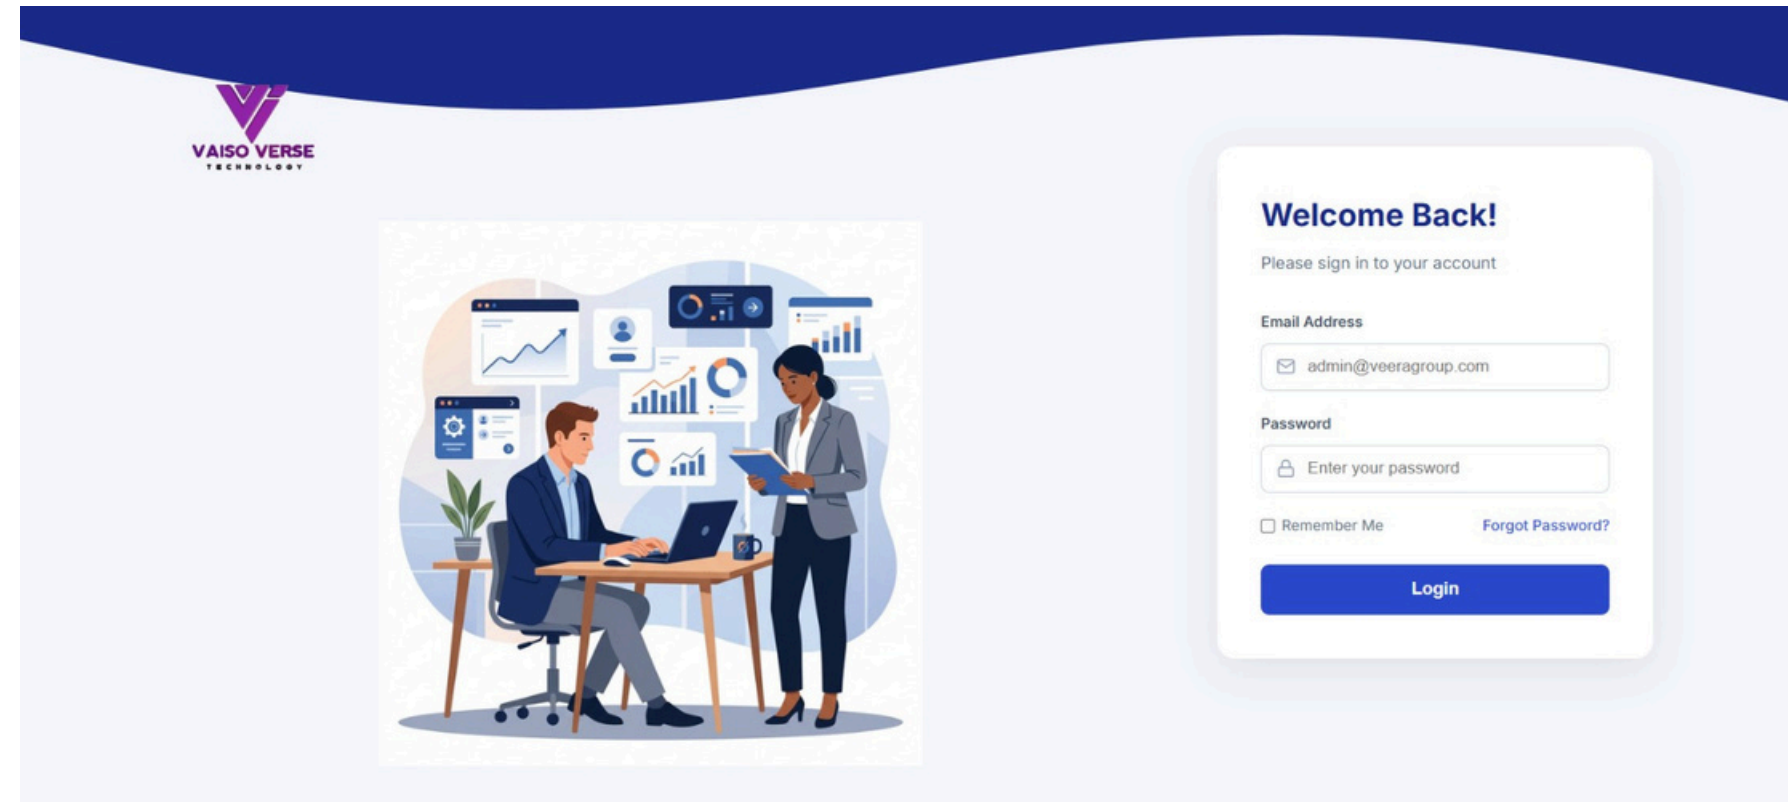 VAISO VERSE
TECHNOLOGY
Welcome Back!
Please sign in to your account
Email Address
admin@veeragroup.com
Password
Enter your password
Remember Me
Forgot Password?
Login